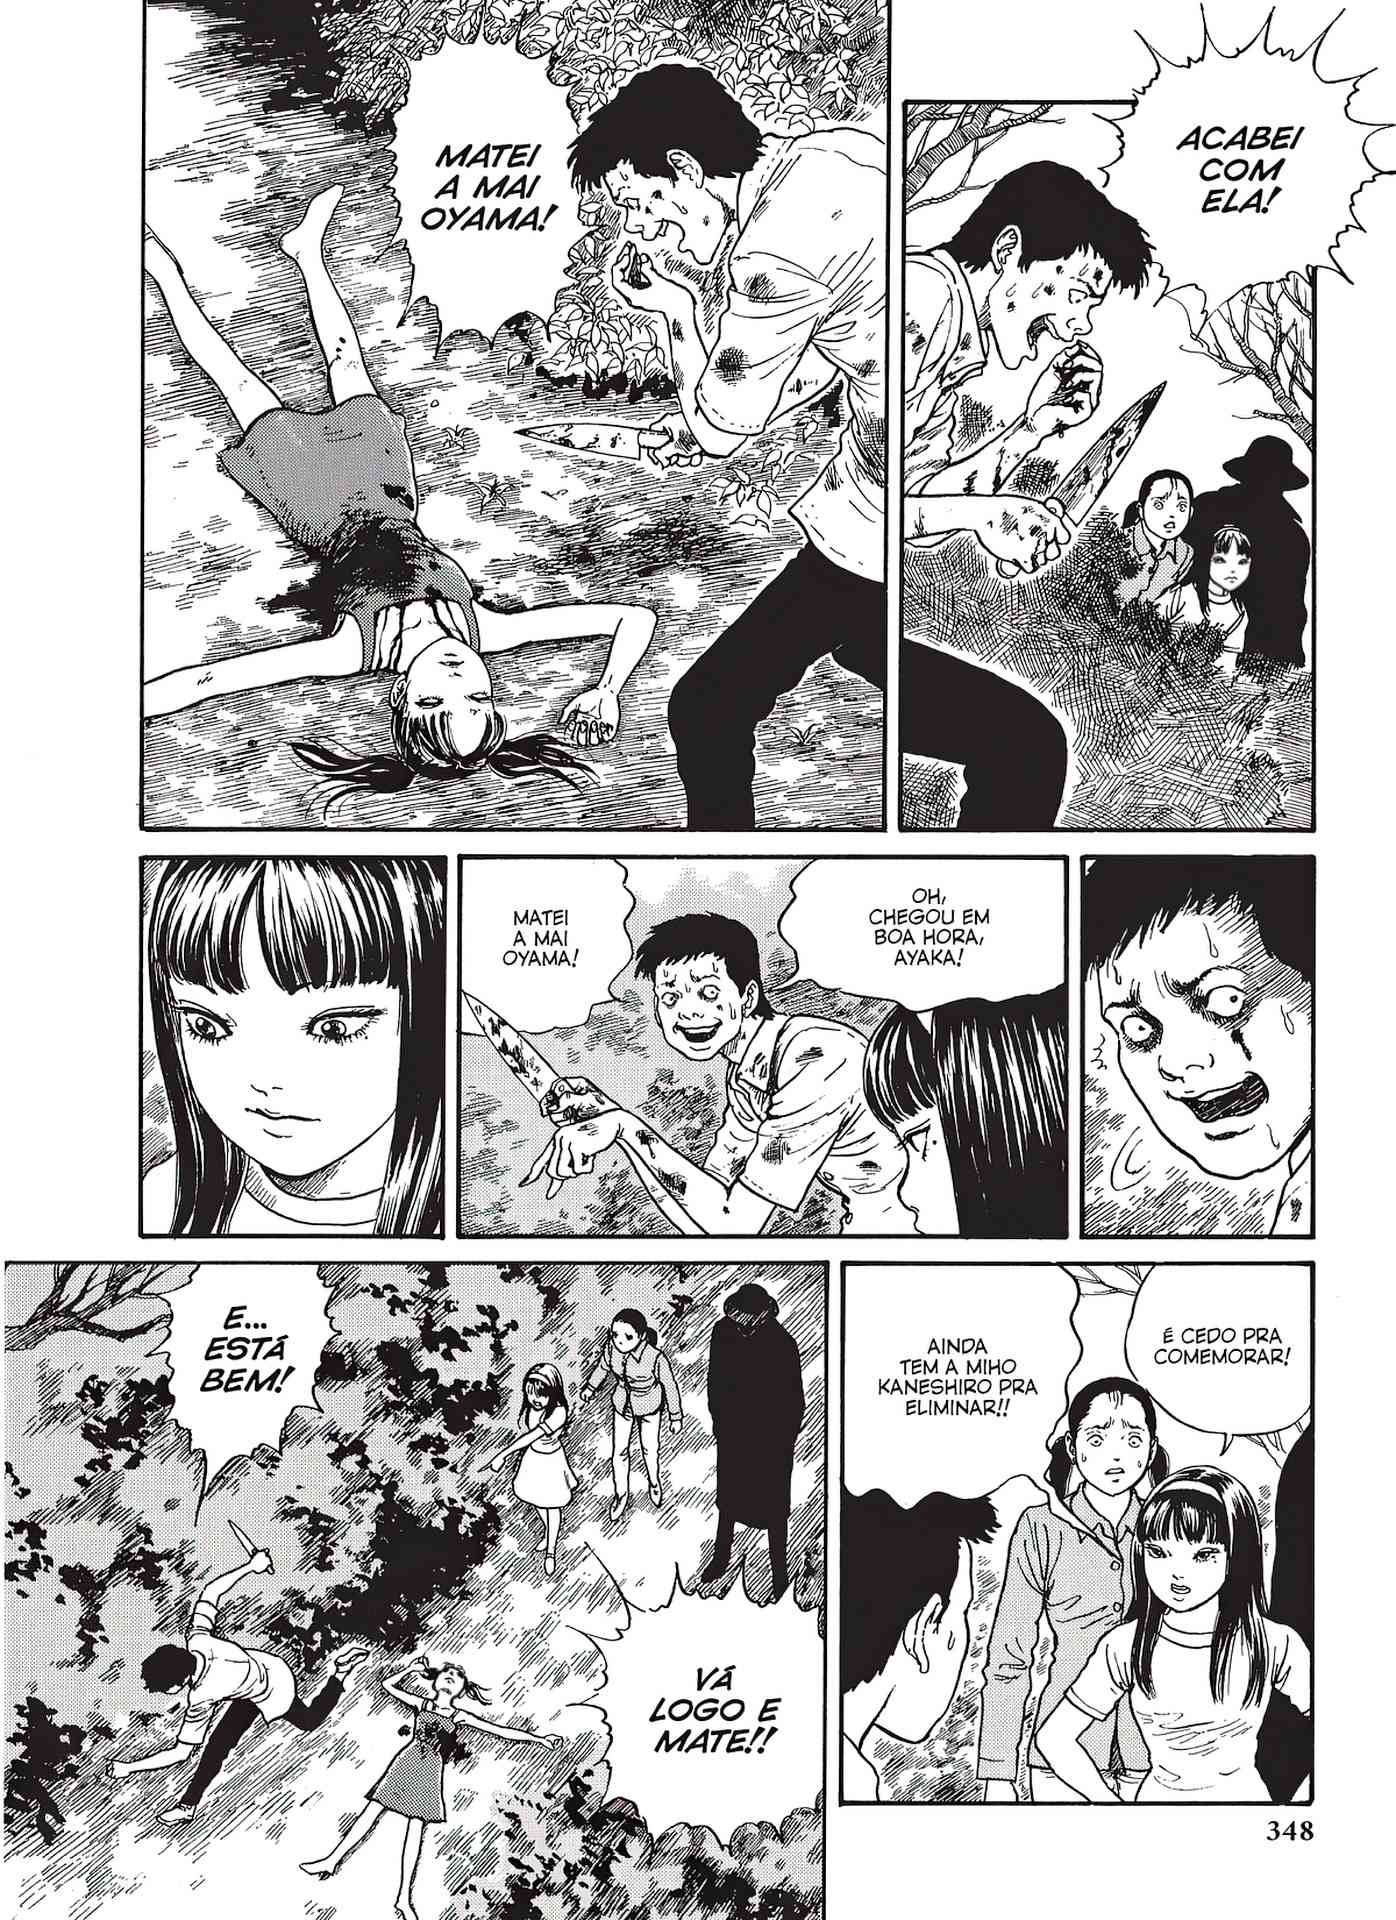 ACABEI
COM
ELA!
MATEI
A MAI
OYAMA!
OH,
CHEGOU EM
BOA HORA,
AYAKA!
MATEI
A MAI
OYAMA!
É CEDO PRA
COMEMORAR!
AINDA
TEM A MIHO
KANESHIRO PRA
ELIMINAR!!
VÁ
LOGO E
MATE!!
E...
ESTÁ
BEM!
348